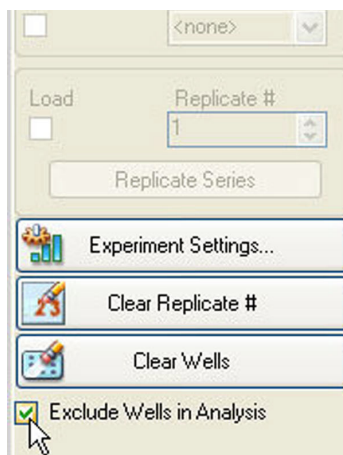 <none>
Load Replicate #
1
Replicate Series
Experiment Settings...
Clear Replicate #
Clear Wells
Exclude Wells in Analysis